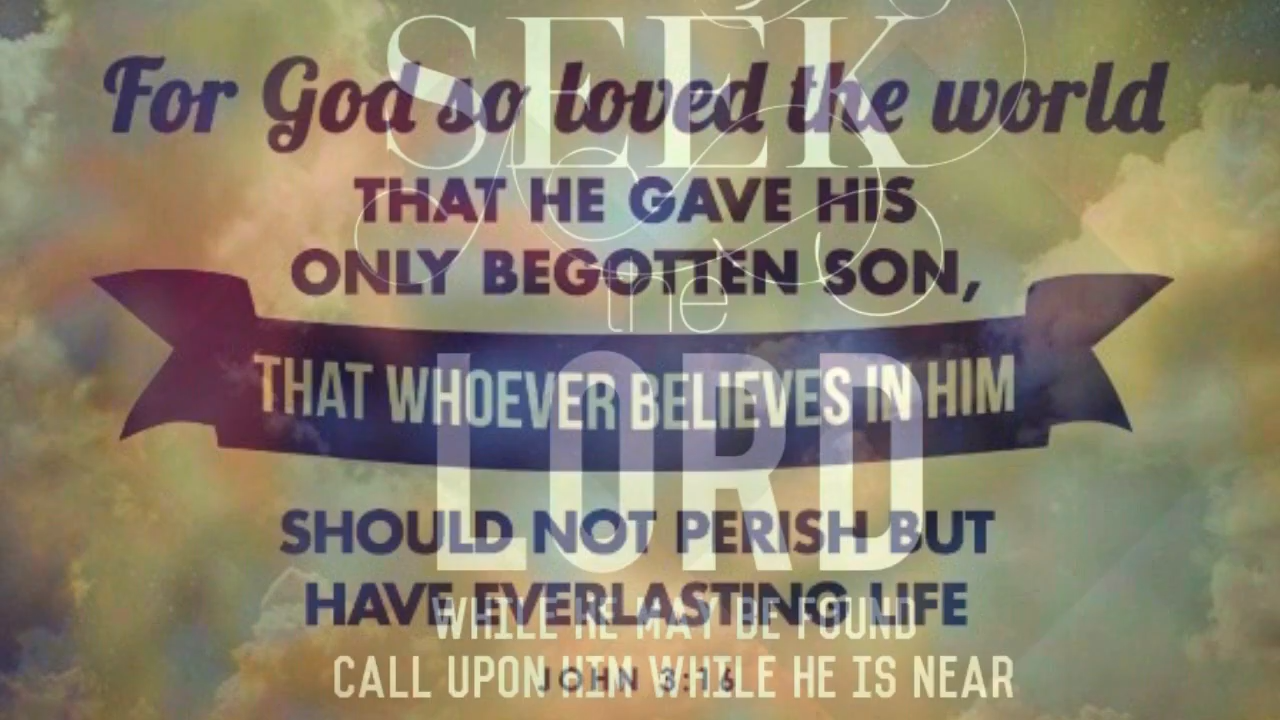 For God so loved the world
THAT HE GAVE HIS
ONLY BEGOTTEN SON,
THAT WHOEVER BELIEVES IN HIM
SHOULD NOT PERISH BUT
HAVE EVERLASTING LIFE
JOHN 3:16
SEEK
the
LORD
WHILE HE MAY BE FOUND
CALL UPON HIM WHILE HE IS NEAR